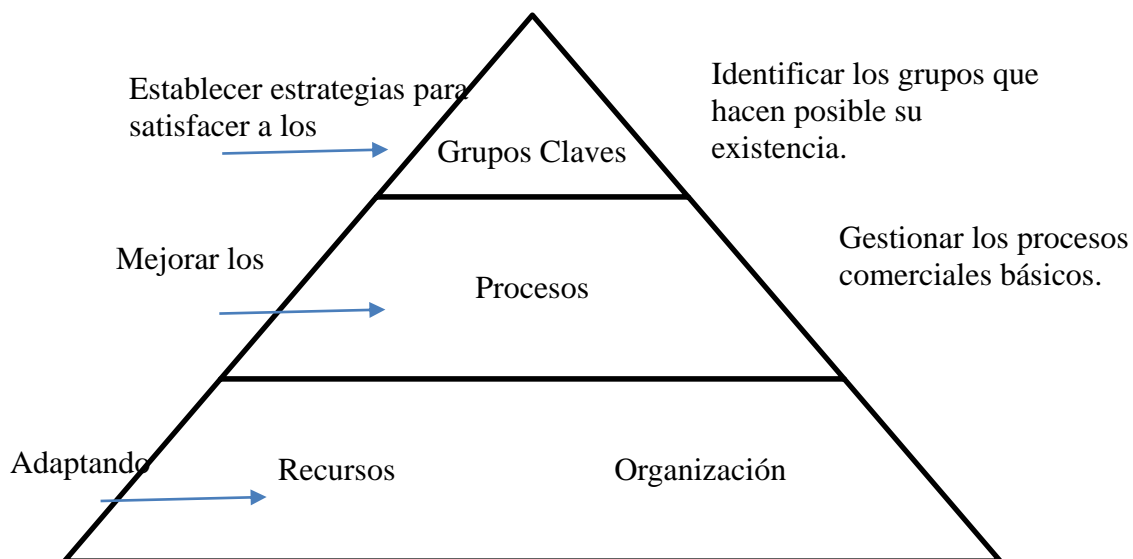 Establecer estrategias para
satisfacer a los
Grupos Claves
Identificar los grupos que
hacen posible su
existencia.
Mejorar los
Procesos
Gestionar los procesos
comerciales básicos.
Adaptando
Recursos
Organización